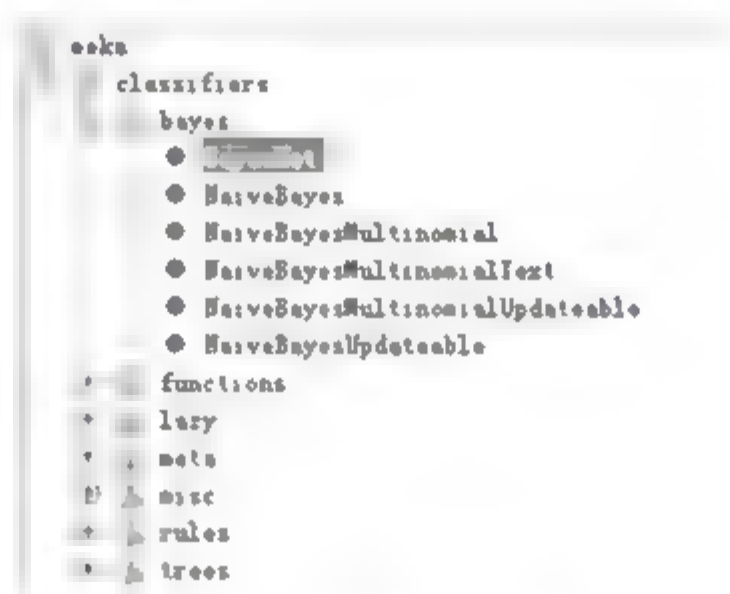 weka
classifiers
bayes
NaiveBayes
NaiveBayesMultinomial
NaiveBayesMultinomialText
NaiveBayesMultinomialUpdateable
NaiveBayesUpdateable
functions
lazy
meta
misc
rules
trees